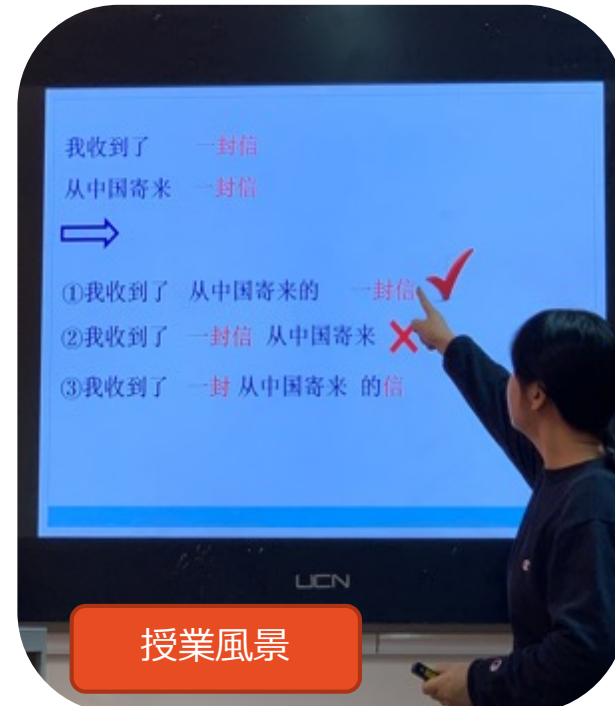 我收到了 一封信
从中国寄来 一封信
①我收到了 从中国寄来的 一封信
②我收到了 一封信 从中国寄来
③我收到了 一封 从中国寄来 的信
UCN
授業風景